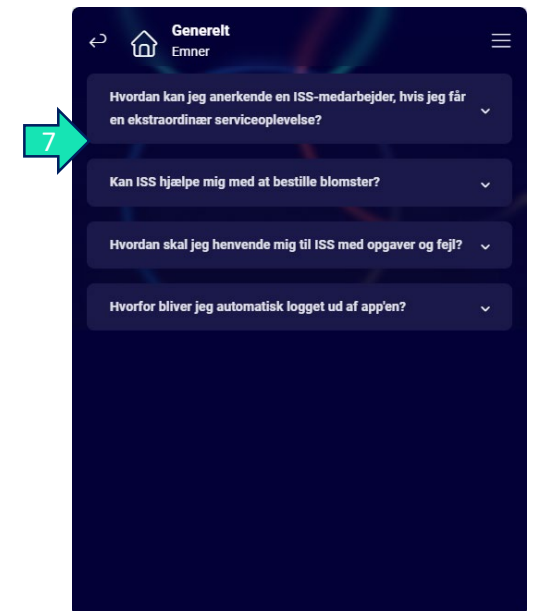 Generelt
Emner
Hvordan kan jeg anerkende en ISS-medarbejder, hvis jeg får
en ekstraordinær serviceoplevelse?
7
Kan ISS hjælpe mig med at bestille blomster?
Hvordan skal jeg henvende mig til ISS med opgaver og fejl?
Hvorfor bliver jeg automatisk logget ud af app'en?